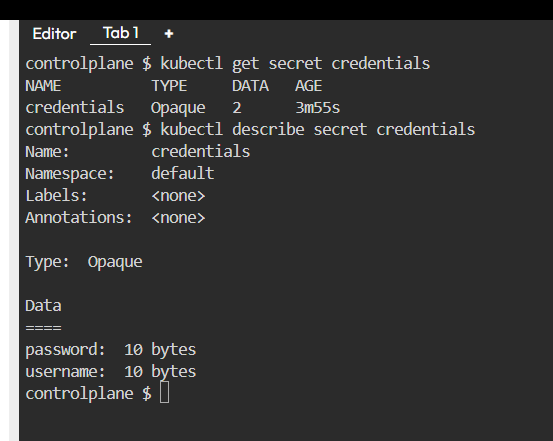 Editor Tab 1 +
controlplane $ kubectl get secret credentials
NAME TYPE DATA AGE
credentials Opaque 2 3m55s
controlplane $ kubectl describe secret credentials
Name: credentials
Namespace: default
Labels: <none>
Annotations: <none>
Type: Opaque
Data
====
password: 10 bytes
username: 10 bytes
controlplane $